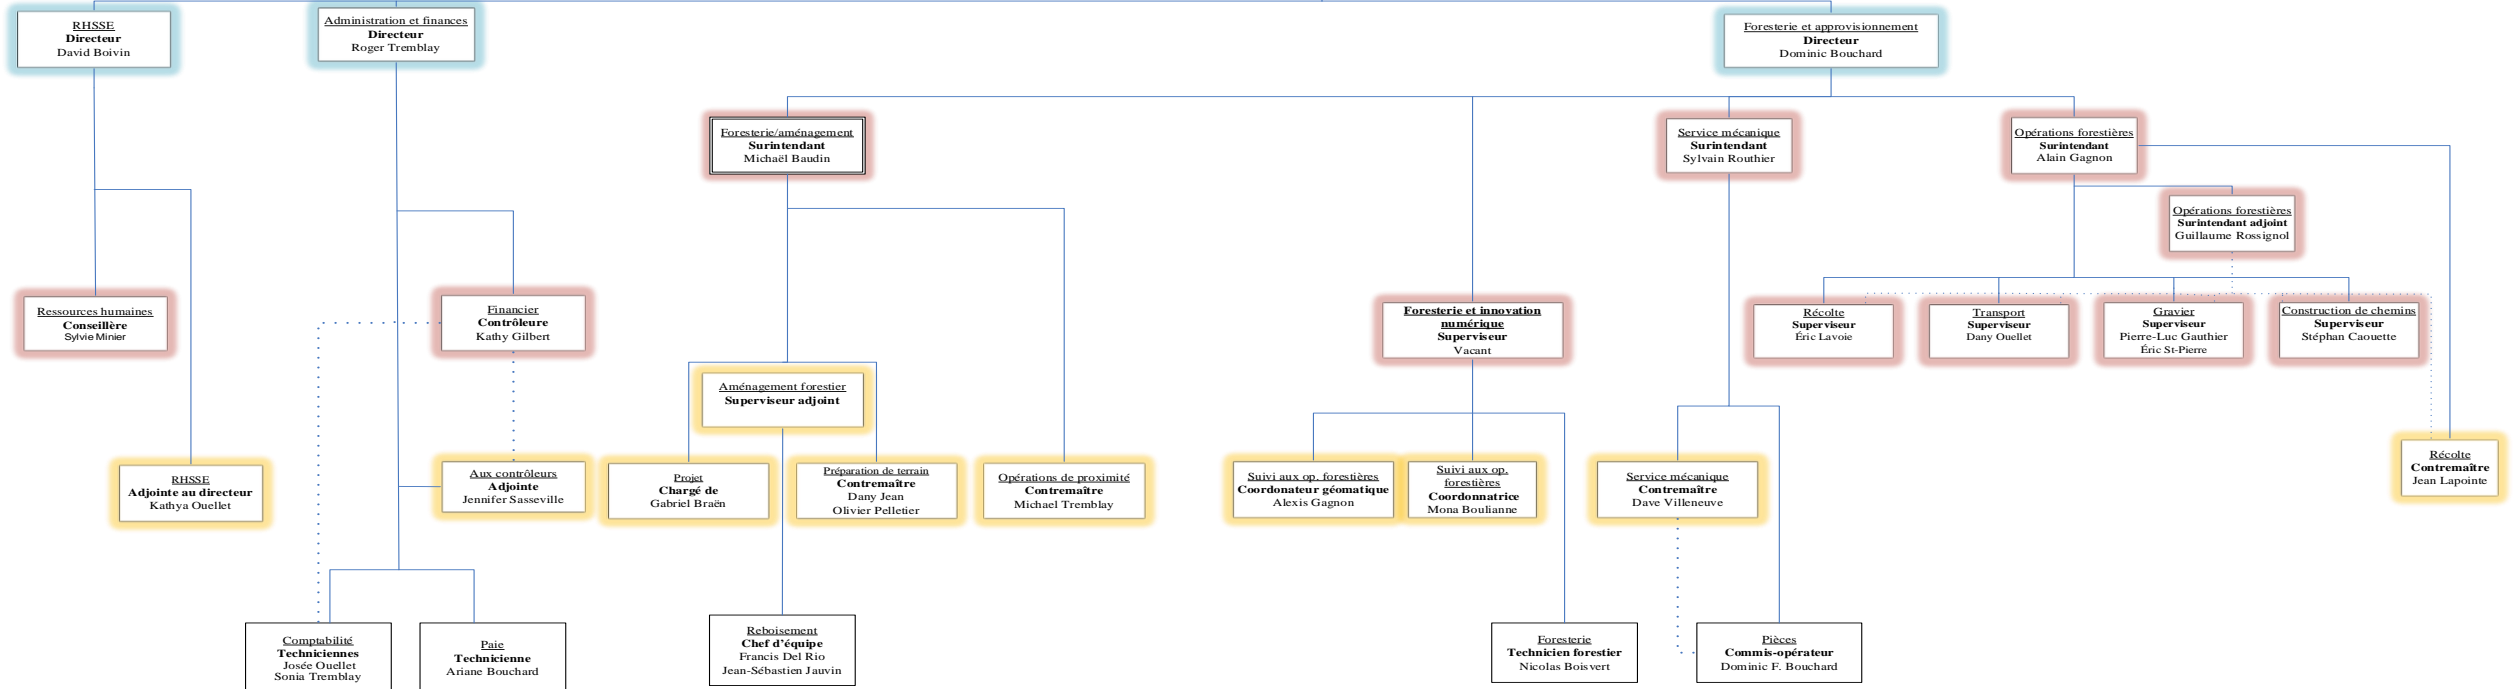 RHSSE
Directeur
David Boivin
Administration et finances
Directeur
Roger Tremblay
Foresterie et approvisionnement
Directeur
Dominic Bouchard
Foresterie/aménagement
Surintendant
Michaël Baudin
Service mécanique
Surintendant
Sylvain Routhier
Opérations forestières
Surintendant
Alain Gagnon
Opérations forestières
Surintendant adjoint
Guillaume Rossignol
Ressources humaines
Conseillère
Sylvie Minier
Financier
Contrôleure
Kathy Gilbert
Foresterie et innovation
numérique
Superviseur
Vacant
Récolte
Superviseur
Éric Lavoie
Transport
Superviseur
Dany Ouellet
Gravier
Superviseur
Pierre-Luc Gauthier
Éric St-Pierre
Construction de chemins
Superviseur
Stéphan Caouette
Aménagement forestier
Superviseur adjoint
RHSSE
Adjointe au directeur
Kathya Ouellet
Aux contrôleurs
Adjointe
Jennifer Sasseville
Projet
Chargé de
Gabriel Braën
Préparation de terrain
Contremaître
Dany Jean
Olivier Pelletier
Opérations de proximité
Contremaître
Michael Tremblay
Suivi aux op. forestières
Coordonateur géomatique
Alexis Gagnon
Suivi aux op.
forestières
Coordonnatrice
Mona Boulianne
Service mécanique
Contremaître
Dave Villeneuve
Récolte
Contremaître
Jean Lapointe
Comptabilité
Techniciennes
Josée Ouellet
Sonia Tremblay
Paie
Technicienne
Ariane Bouchard
Reboisement
Chef d’équipe
Francis Del Rio
Jean-Sébastien Jauvin
Foresterie
Technicien forestier
Nicolas Boisvert
Pièces
Commis-opérateur
Dominic F. Bouchard